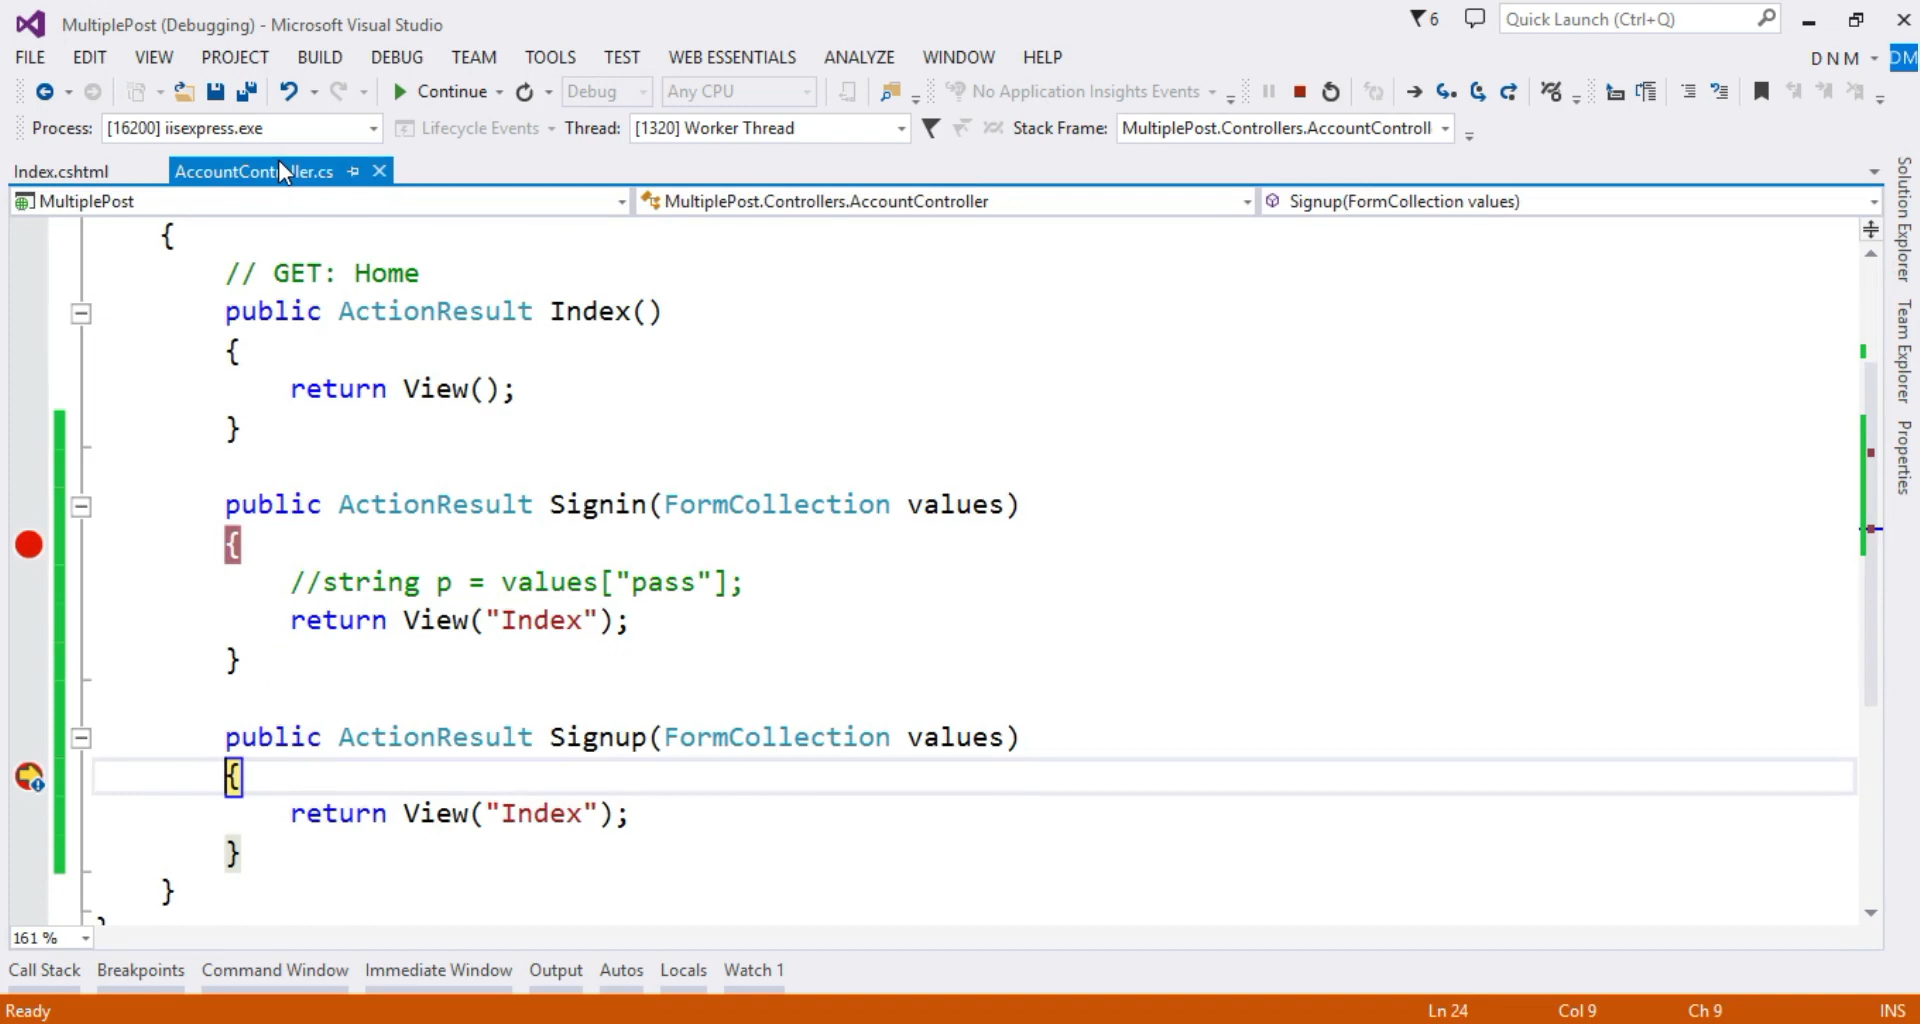 MultiplePost (Debugging) - Microsoft Visual Studio
6
Quick Launch (Ctrl+Q)
FILE EDIT VIEW PROJECT BUILD DEBUG TEAM TOOLS TEST WEB ESSENTIALS ANALYZE WINDOW HELP
D N M DM
Continue Debug Any CPU No Application Insights Events
Process: [16200] iisexpress.exe Lifecycle Events Thread: [1320] Worker Thread Stack Frame: MultiplePost.Controllers.AccountControll
Index.cshtml AccountController.cs
MultiplePost MultiplePost.Controllers.AccountController Signup(FormCollection values)
{
// GET: Home
public ActionResult Index()
{
return View();
}
public ActionResult Signin(FormCollection values)
{
//string p = values["pass"];
return View("Index");
}
public ActionResult Signup(FormCollection values)
{
return View("Index");
}
}
161 %
Solution Explorer
Team Explorer
Properties
Call Stack Breakpoints Command Window Immediate Window Output Autos Locals Watch 1
Ready Ln 24 Col 9 Ch 9 INS